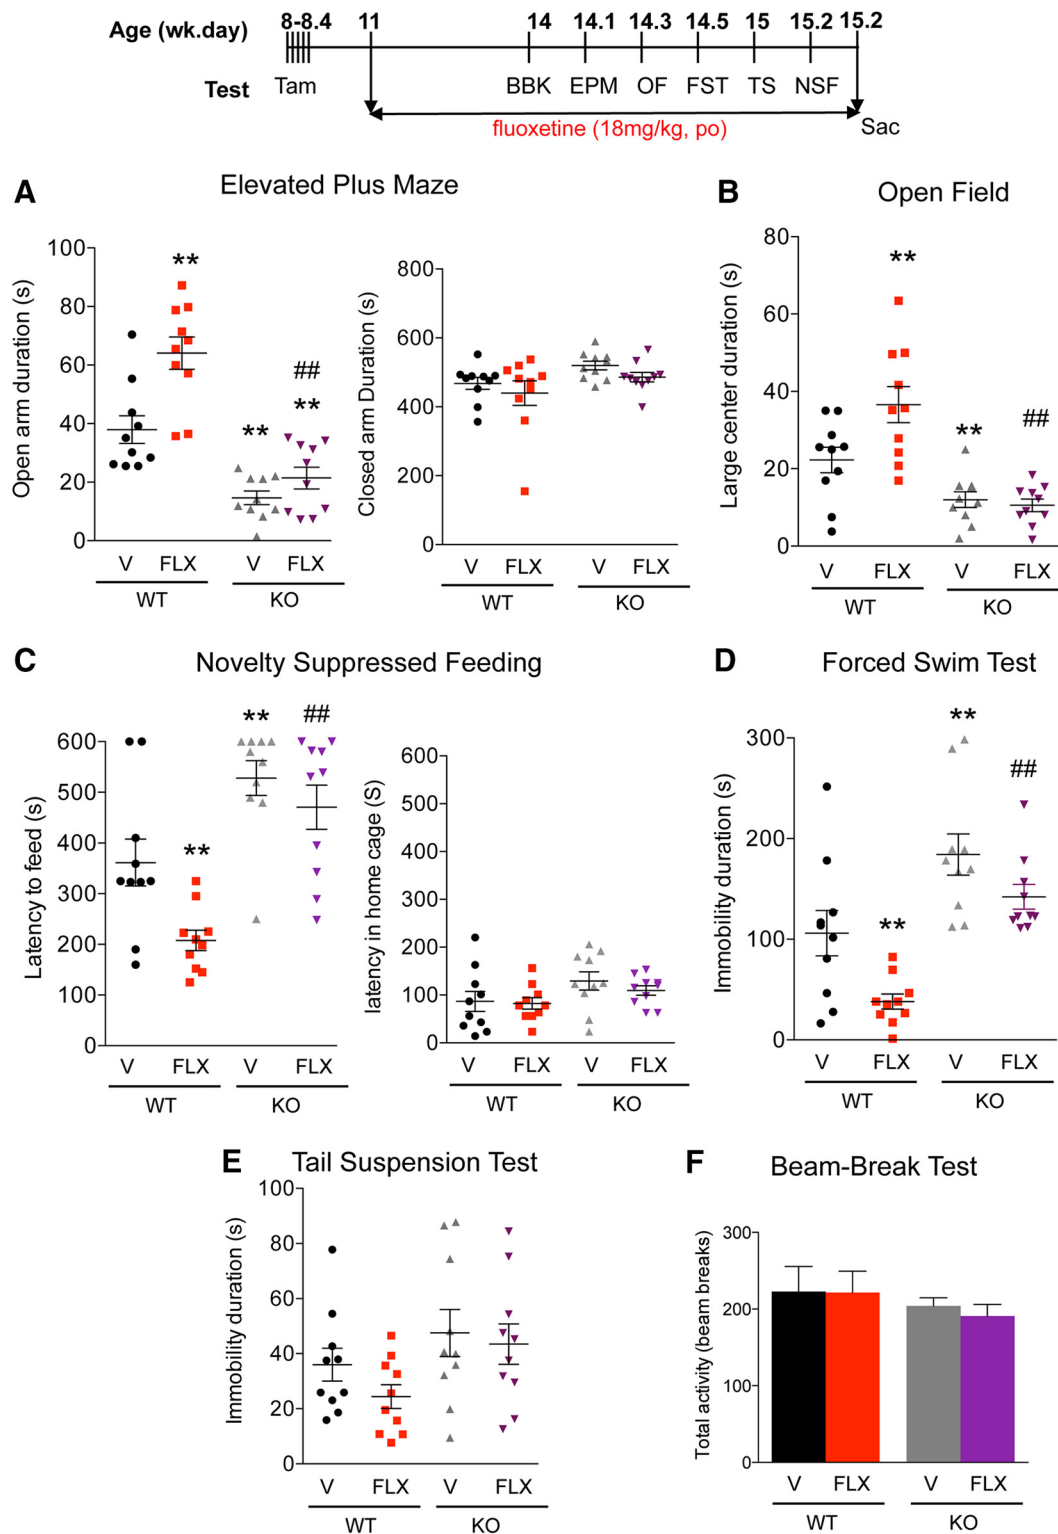 Age (wk.day) 8-8.4 11 14 14.1 14.3 14.5 15 15.2 15.2
Test Tam BBK EPM OF FST TS NSF
fluoxetine (18mg/kg, po) Sac
A Elevated Plus Maze
Open arm duration (s)
100
80
60
40
20
0
**
**
##
**
V FLX V FLX
WT KO
Closed arm Duration (s)
800
600
400
200
0
V FLX V FLX
WT KO
B Open Field
Large center duration (s)
80
60
40
20
0
**
**
##
V FLX V FLX
WT KO
C Novelty Suppressed Feeding
Latency to feed (s)
600
500
400
300
200
100
0
**
**
##
V FLX V FLX
WT KO
latency in home cage (S)
600
500
400
300
200
100
0
V FLX V FLX
WT KO
D Forced Swim Test
Immobility duration (s)
300
200
100
0
**
**
##
V FLX V FLX
WT KO
E Tail Suspension Test
Immobility duration (s)
100
80
60
40
20
0
V FLX V FLX
WT KO
F Beam-Break Test
Total activity (beam breaks)
300
200
100
0
V FLX V FLX
WT KO